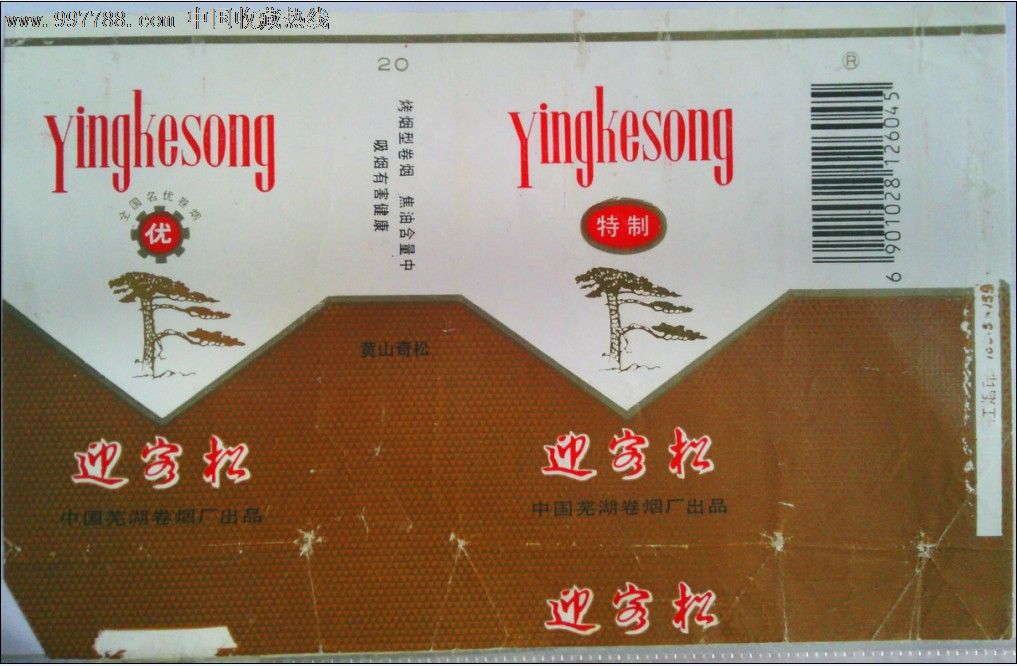 www.997788.com 中国收藏热线
20
®
Yingkesong
全国名优卷烟
优
烤烟型卷烟 焦油含量中
吸烟有害健康
Yingkesong
特制
6901028126045
黄山奇松
迎客松
中国芜湖卷烟厂出品
迎客松
中国芜湖卷烟厂出品
迎客松